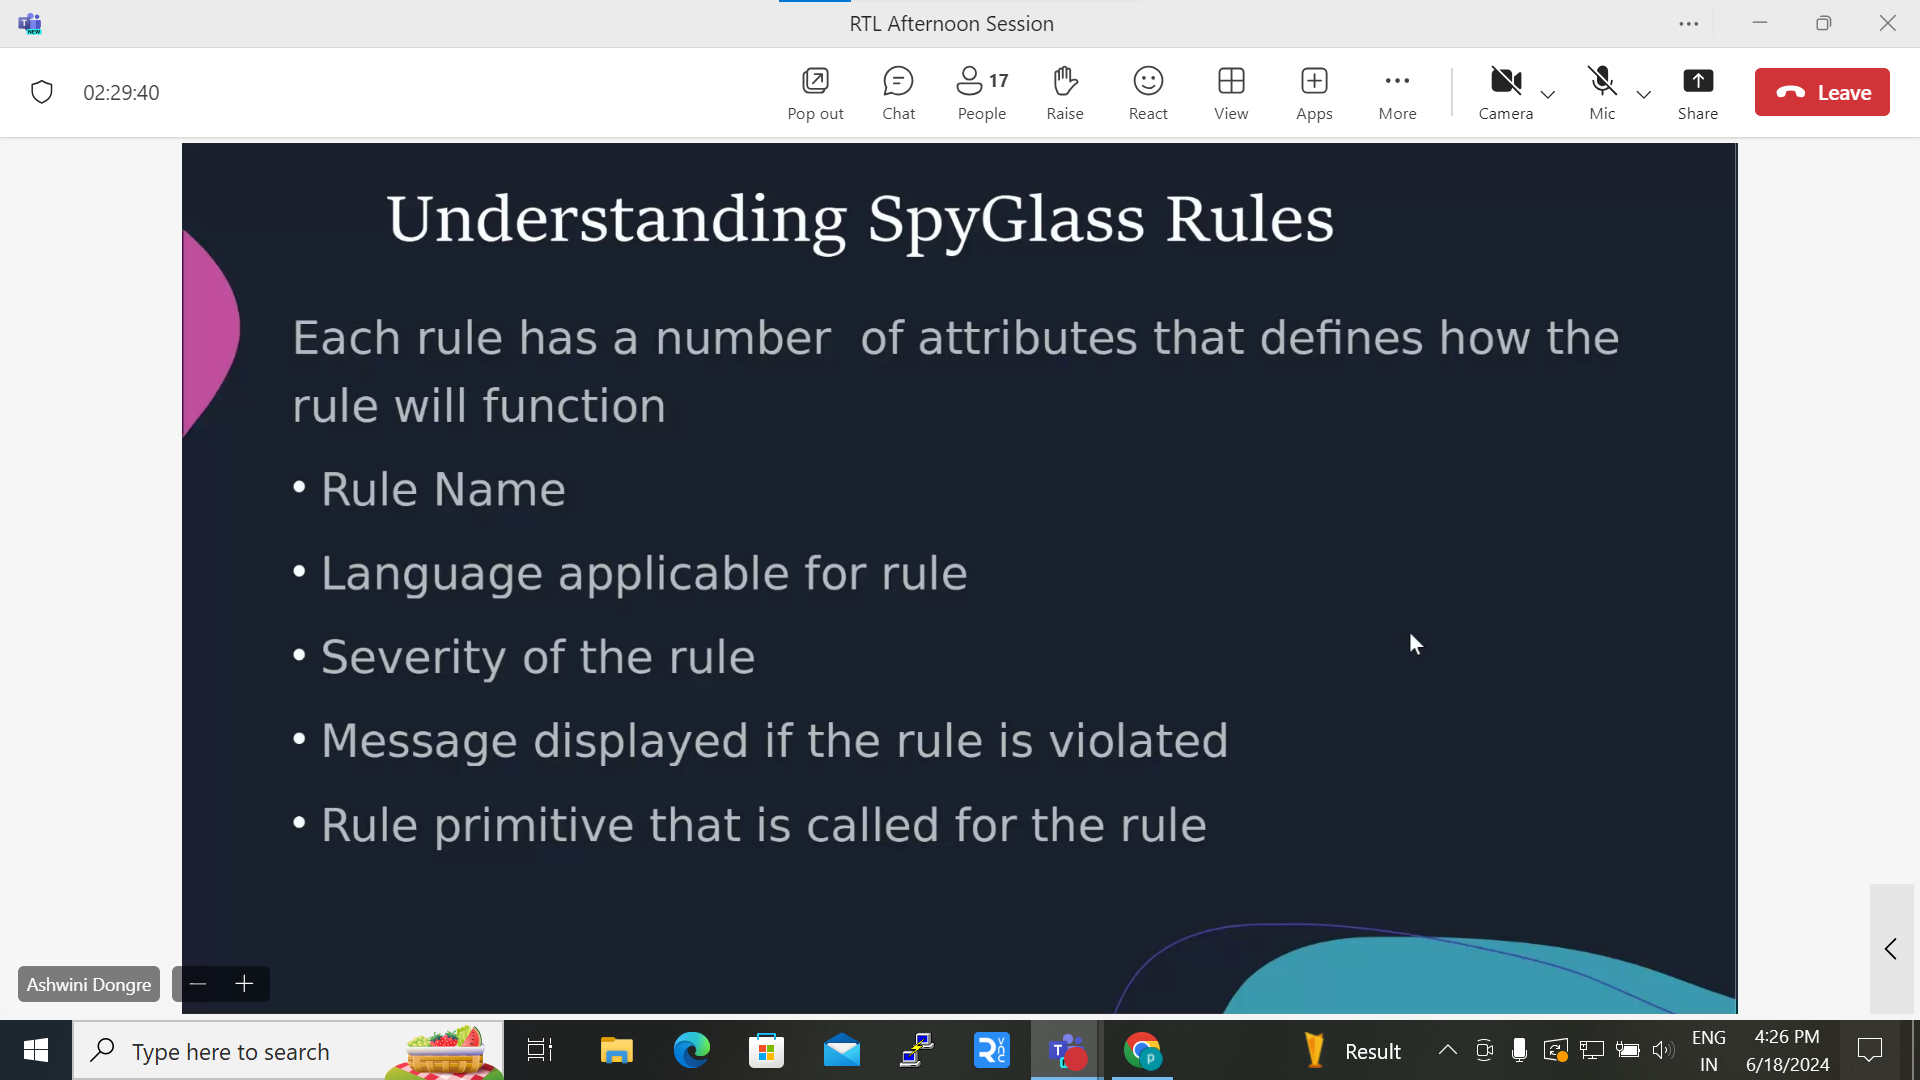 RTL Afternoon Session
NEW
02:29:40
Pop out
Chat
17
People
Raise
React
View
Apps
More
Camera
Mic
Share
Leave
Understanding SpyGlass Rules
Each rule has a number of attributes that defines how the
rule will function
• Rule Name
• Language applicable for rule
• Severity of the rule
• Message displayed if the rule is violated
• Rule primitive that is called for the rule
Ashwini Dongre
Type here to search
Result
ENG
IN
4:26 PM
6/18/2024